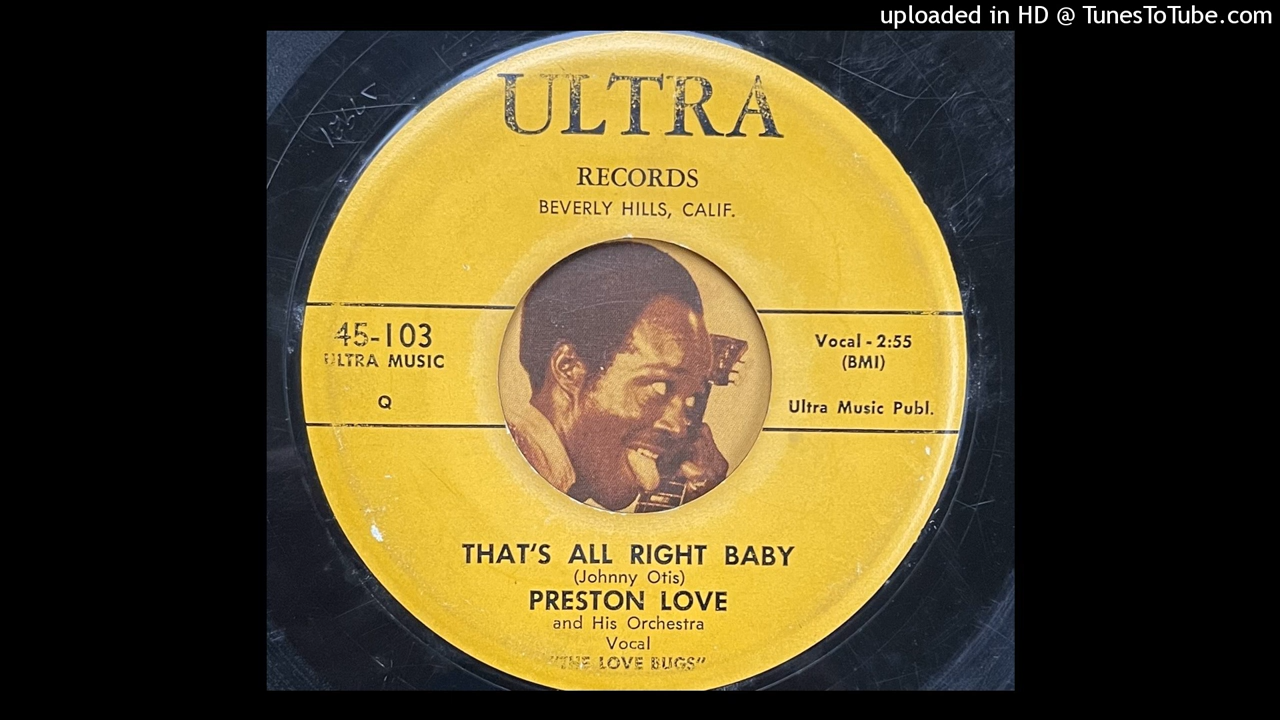 uploaded in HD @ TunesToTube.com
ULTRA
RECORDS
BEVERLY HILLS, CALIF.
45-103
ULTRA MUSIC
Q
Vocal - 2:55
(BMI)
Ultra Music Publ.
THAT'S ALL RIGHT BABY
(Johnny Otis)
PRESTON LOVE
and His Orchestra
Vocal
"THE LOVE BUGS"